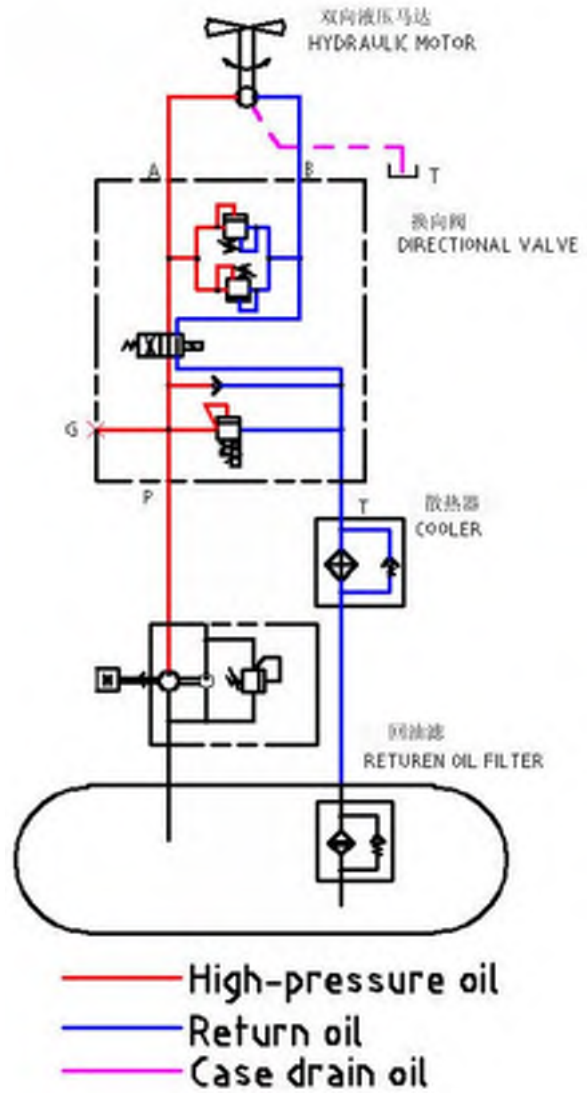 双向液压马达
HYDRAULIC MOTOR
A
B
T
换向阀
DIRECTIONAL VALVE
G
P
T
散热器
COOLER
M
回油滤
RETUREN OIL FILTER
High-pressure oil
Return oil
Case drain oil